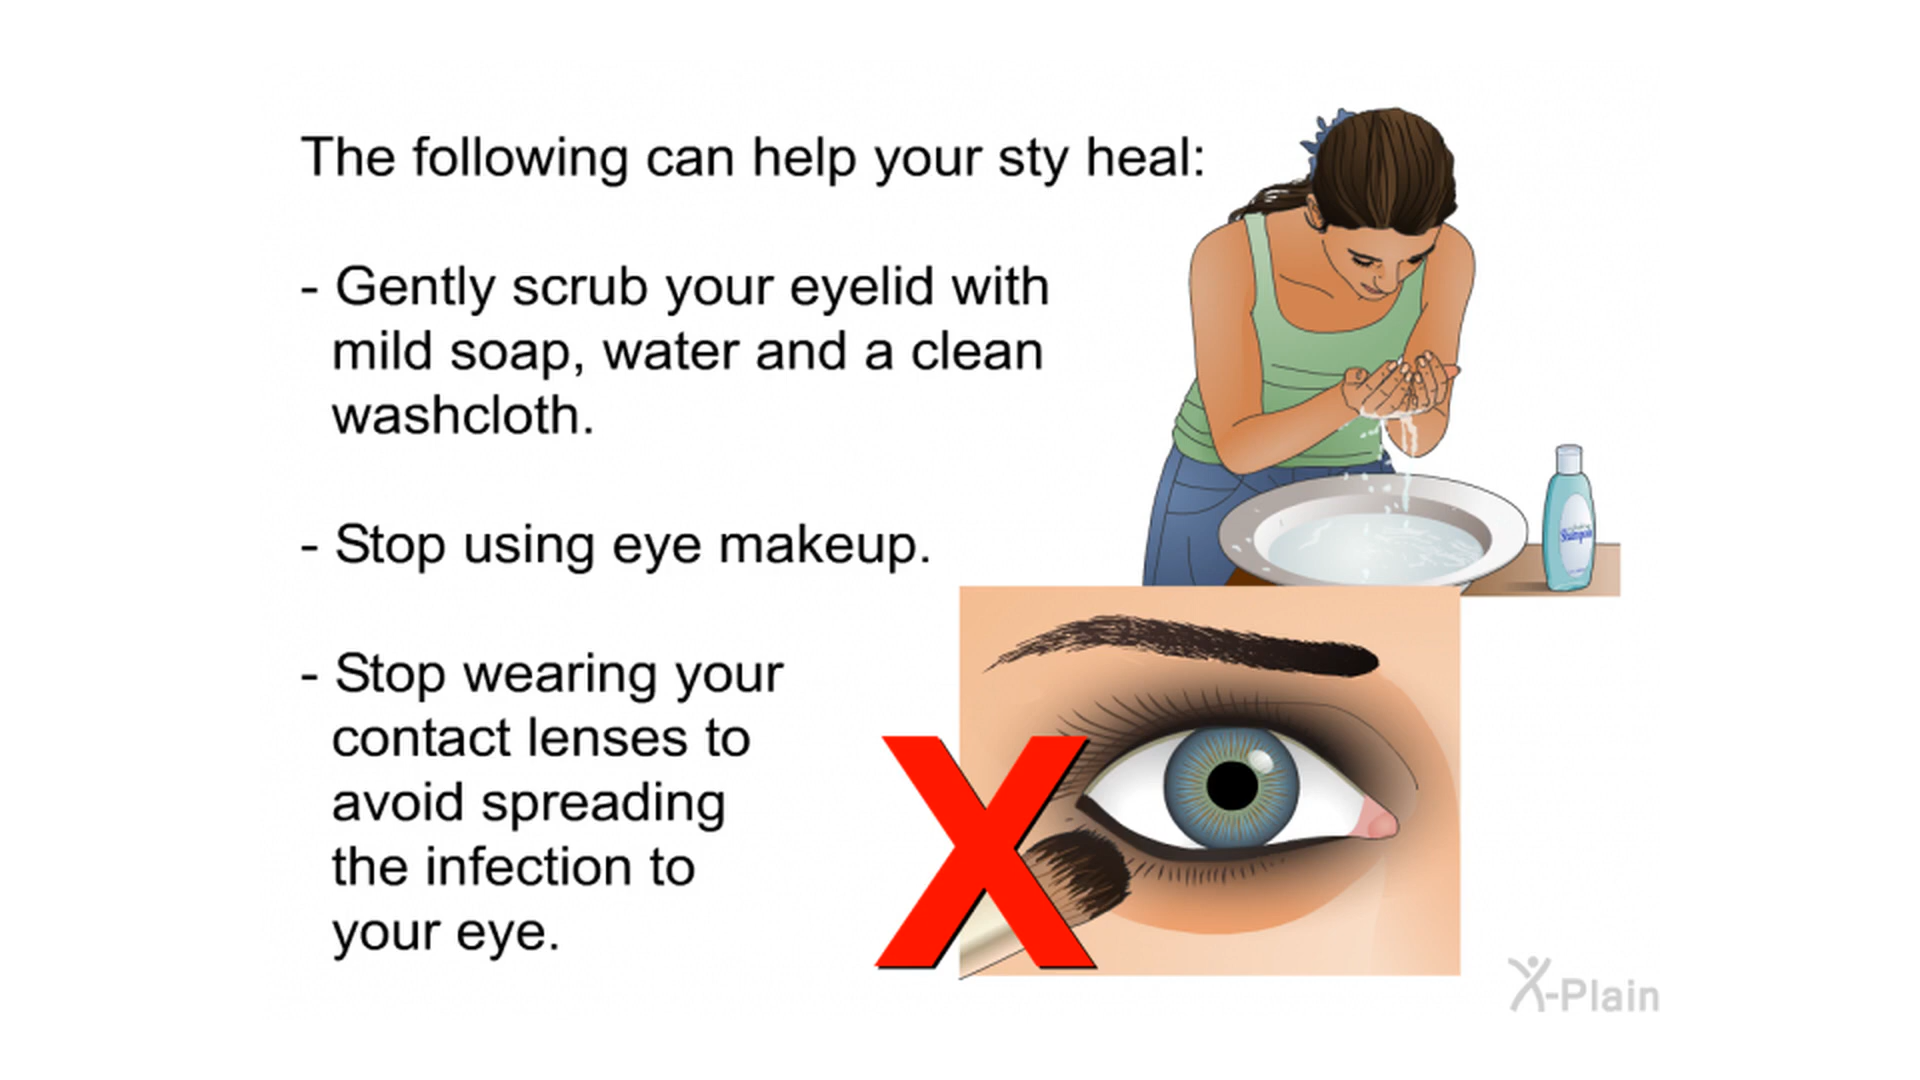 The following can help your sty heal:
- Gently scrub your eyelid with
mild soap, water and a clean
washcloth.
- Stop using eye makeup.
- Stop wearing your
contact lenses to
avoid spreading
the infection to
your eye.
Shampoo
X-Plain